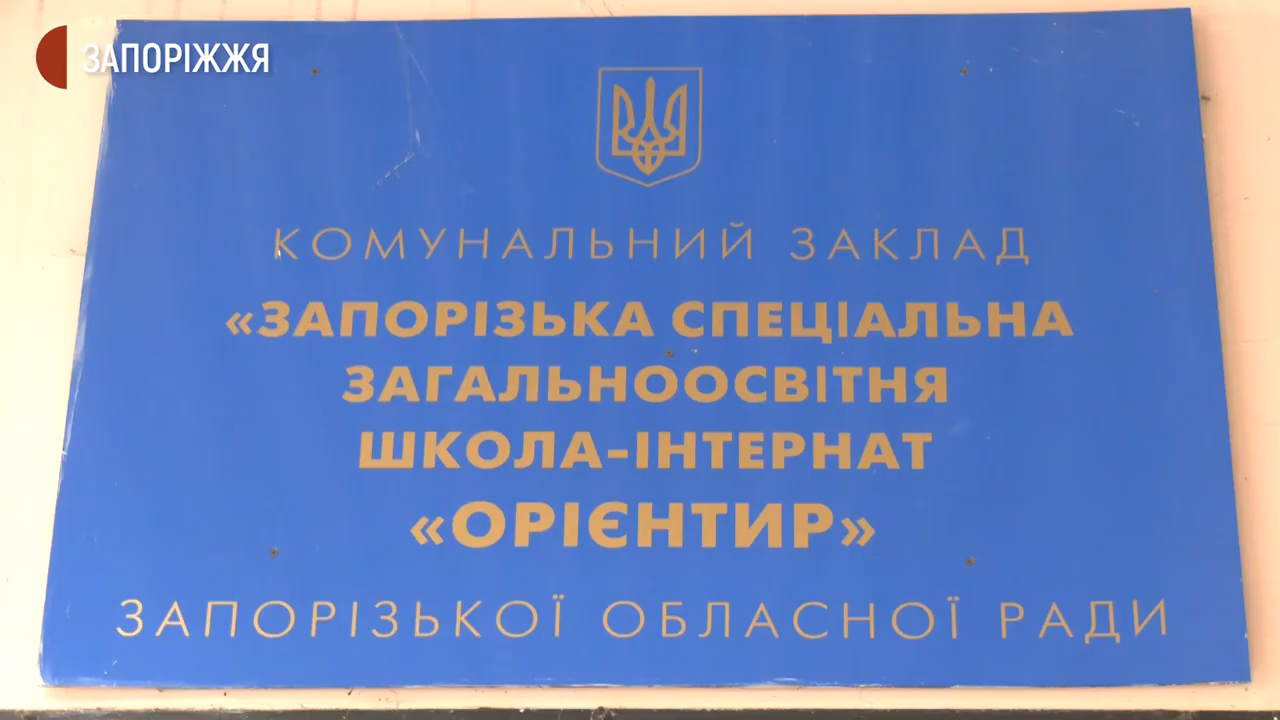 ЗАПОРІЖЖЯ
КОМУНАЛЬНИЙ ЗАКЛАД
«ЗАПОРІЗЬКА СПЕЦІАЛЬНА
ЗАГАЛЬНООСВІТНЯ
ШКОЛА-ІНТЕРНАТ
«ОРІЄНТИР»
ЗАПОРІЗЬКОЇ ОБЛАСНОЇ РАДИ